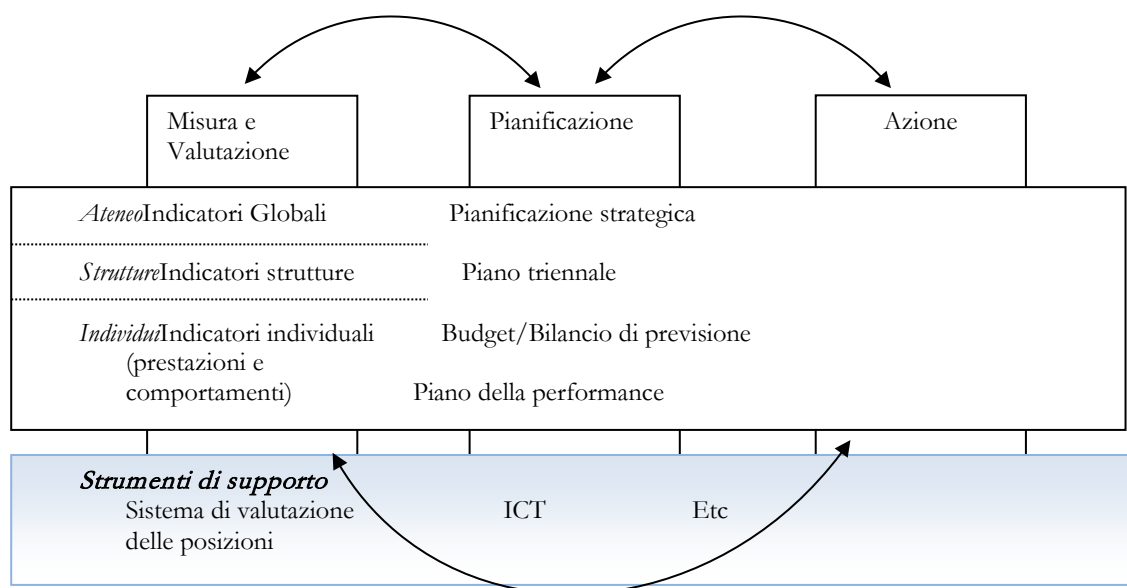 Misura e
Valutazione
Pianificazione
Azione
AteneoIndicatori Globali
Pianificazione strategica
StruttureIndicatori strutture
Piano triennale
IndividuiIndicatori individuali
(prestazioni e
comportamenti)
Budget/Bilancio di previsione
Piano della performance
Strumenti di supporto
Sistema di valutazione
delle posizioni
ICT
Etc